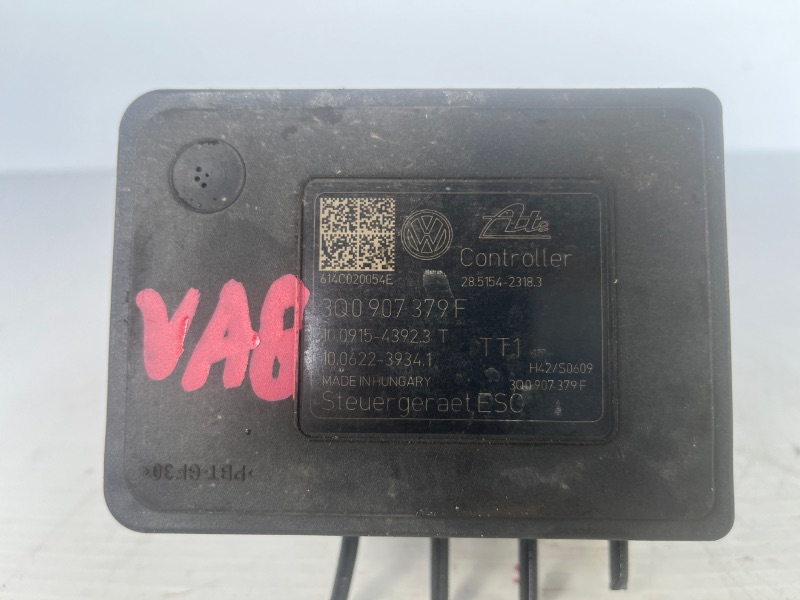 Ate
Controller
614C020054E
28.5154-2318.3
3Q0 907 379 F
10.0915-4392.3 T
TT1
10.0622-3934.1
H42/S0609
MADE IN HUNGARY
3Q0 907 379 F
Steuergeraet ESC
VA8
>PBT-GF30<